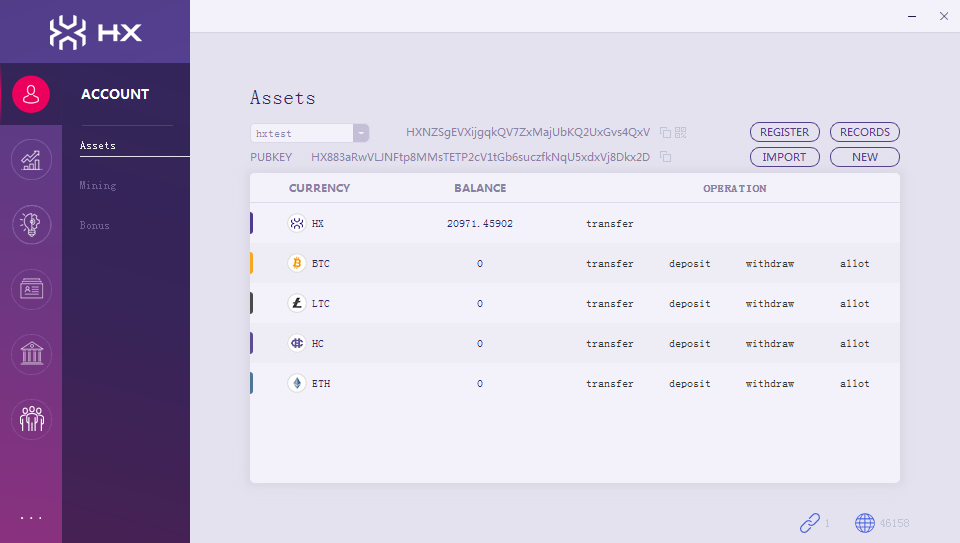 HX
ACCOUNT
Assets
Mining
Bonus
...
Assets
hxtest
HXNZSgEVXijgqkQV7ZxMajUbKQ2UxGvs4QxV
REGISTER RECORDS
PUBKEY HX883aRwVLJNFtp8MMsTETP2cV1tGb6suczfkNqU5xdxVj8Dkx2D
IMPORT NEW
CURRENCY BALANCE OPERATION
HX 20971.45902 transfer
BTC 0 transfer deposit withdraw allot
LTC 0 transfer deposit withdraw allot
HC 0 transfer deposit withdraw allot
ETH 0 transfer deposit withdraw allot
1 46158